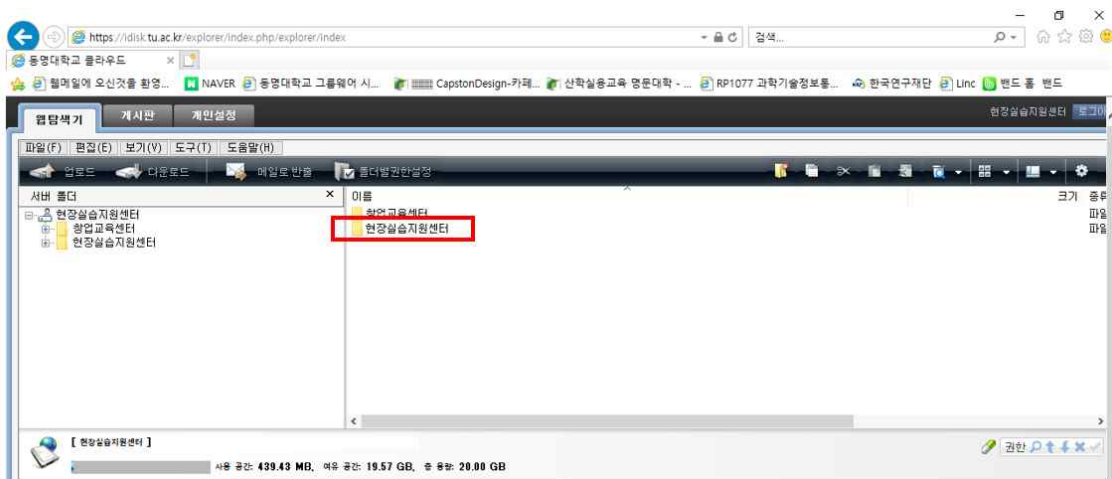 https://idisk.tu.ac.kr/explorer/index.php/explorer/index
검색...
동명대학교 클라우드
웹메일에 오신것을 환영... NAVER 동명대학교 그룹웨어 시... CapstonDesign-카페... 산학실용교육 명문대학 - ... RP1077 과학기술정보통... 한국연구재단 Linc 밴드 홈 밴드
웹탐색기 게시판 개인설정 현장실습지원센터
파일(F) 편집(E) 보기(V) 도구(T) 도움말(H)
업로드 다운로드 메일로반출 폴더별권한설정
서버 폴더 이름 크기 종류
현장실습지원센터 창업교육센터
창업교육센터 현장실습지원센터
현장실습지원센터
[ 현장실습지원센터 ]
권한
사용 공간: 439.43 MB, 여유 공간: 19.57 GB, 총 용량: 20.00 GB